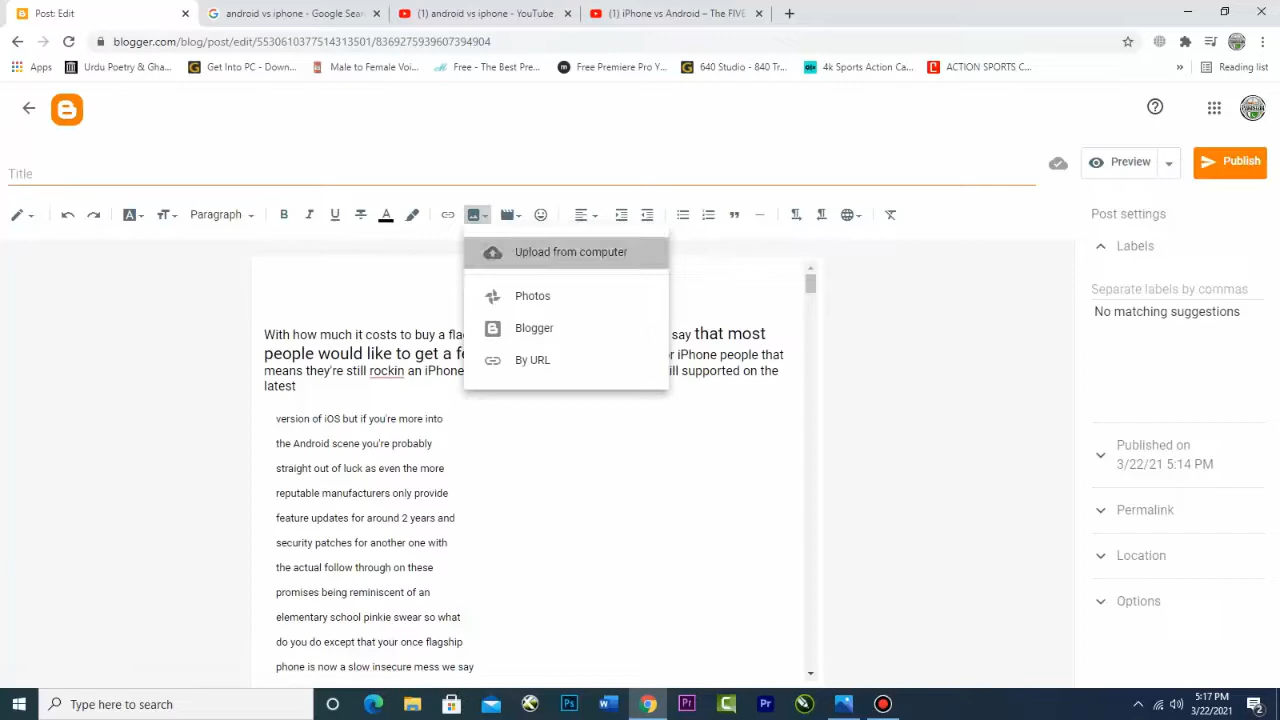 Post: Edit
android vs iphone - Google Sear
(1) android vs iphone - YouTube
(1) iPhone vs Android – The FIVE
blogger.com/blog/post/edit/5530610377514313501/8369275939607394904
Apps
Urdu Poetry & Gha...
Get Into PC - Down...
Male to Female Voi...
Free - The Best Pre...
Free Premiere Pro Y...
640 Studio - 840 Tr...
4k Sports Action Ca...
ACTION SPORTS C...
Reading list
Title
Preview
Publish
Paragraph
Post settings
Upload from computer
Photos
Blogger
By URL
With how much it costs to buy a fla
say that most
people would like to get a fe
or iPhone people that
means they're still rockin an iPhone
ill supported on the
latest
version of iOS but if you're more into
the Android scene you're probably
straight out of luck as even the more
reputable manufacturers only provide
feature updates for around 2 years and
security patches for another one with
the actual follow through on these
promises being reminiscent of an
elementary school pinkie swear so what
do you do except that your once flagship
phone is now a slow insecure mess we say
Labels
Separate labels by commas
No matching suggestions
Published on
3/22/21 5:14 PM
Permalink
Location
Options
Type here to search
5:17 PM
3/22/2021
2